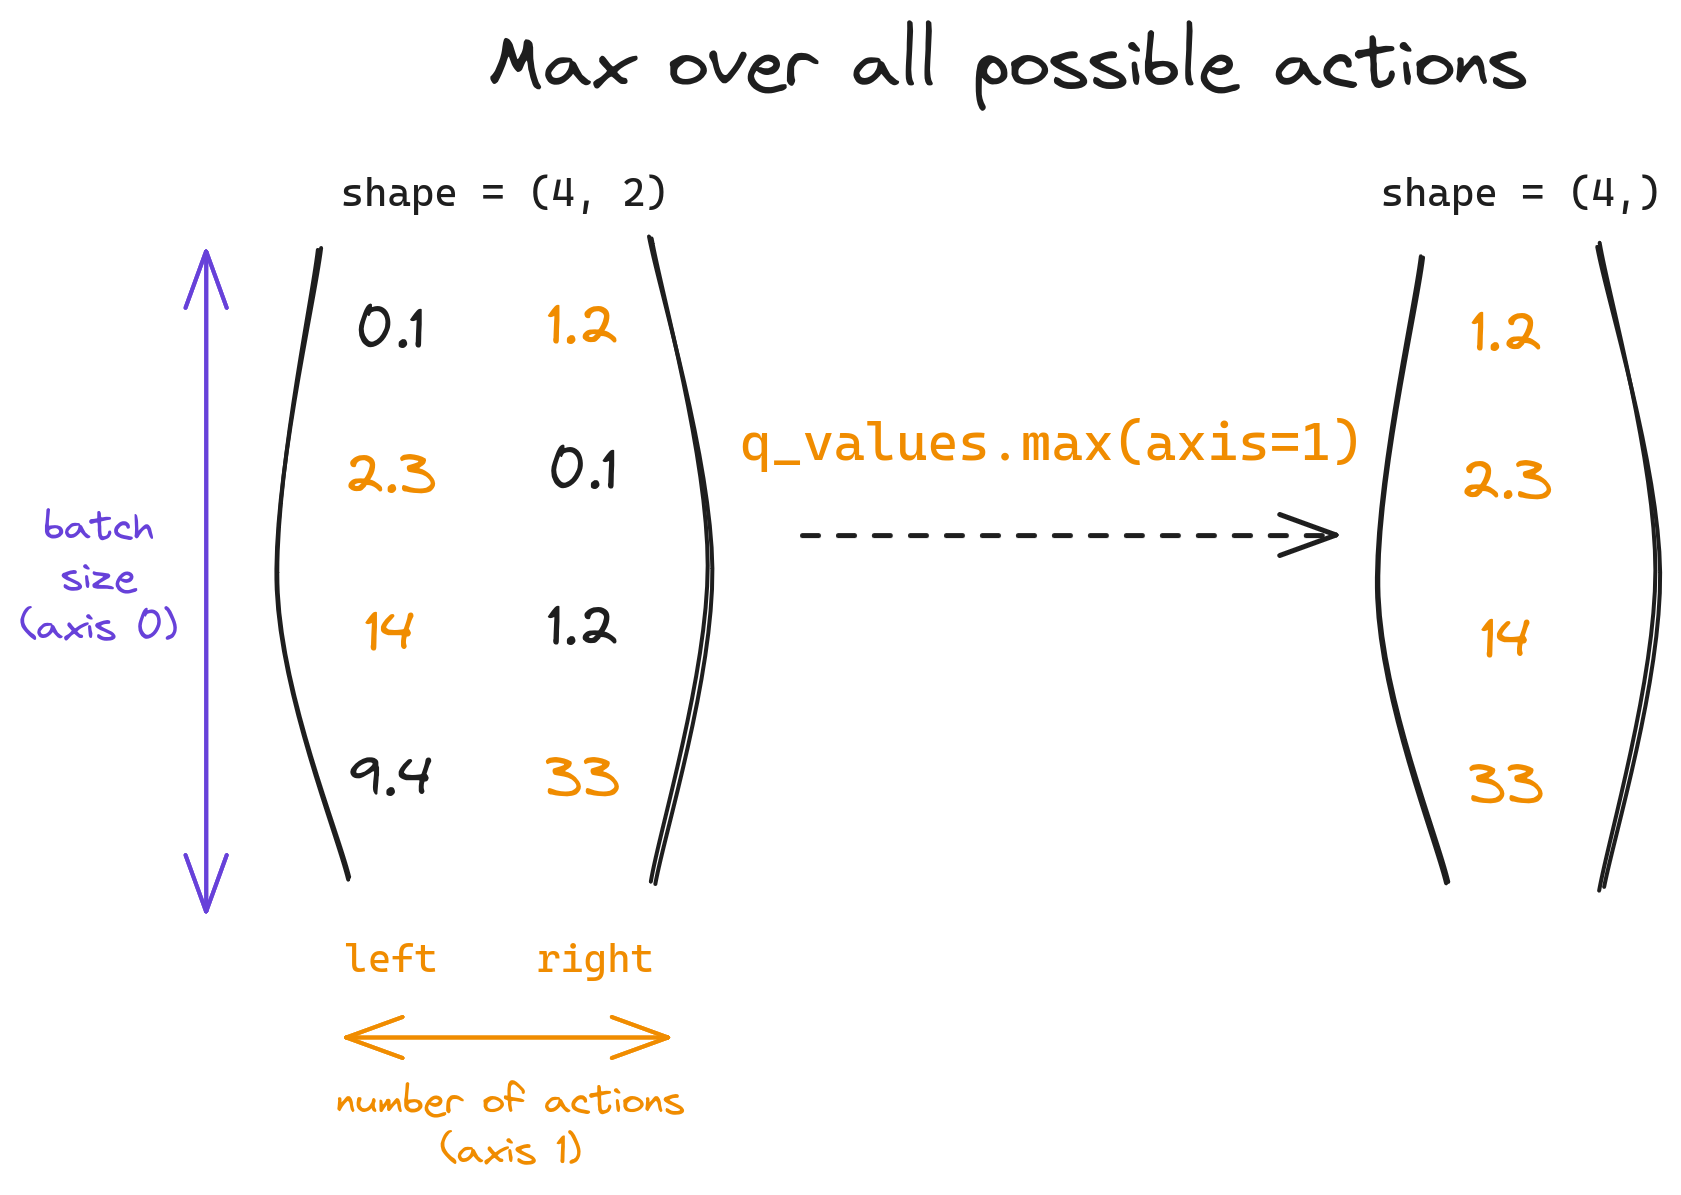 Max over all possible actions
shape = (4, 2)
shape = (4,)
0.1 1.2
1.2
q_values.max(axis=1)
2.3 0.1
2.3
batch
size
(axis 0)
14 1.2
14
9.4 33
33
left right
number of actions
(axis 1)